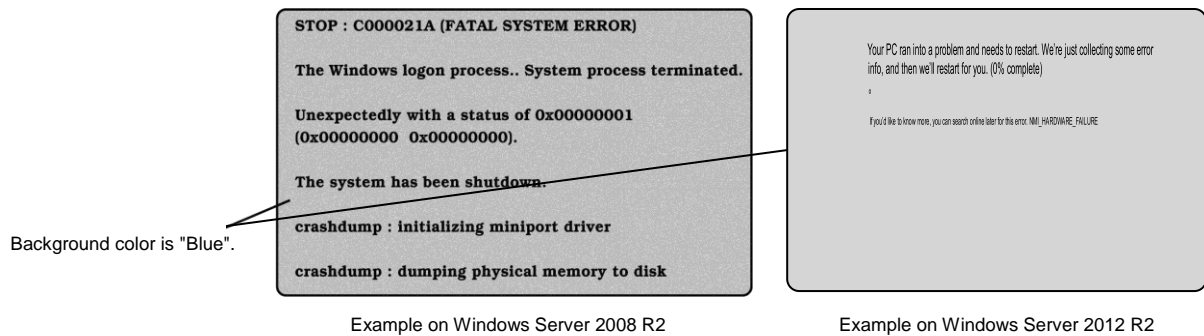 STOP : C000021A (FATAL SYSTEM ERROR)
The Windows logon process.. System process terminated.
Unexpectedly with a status of 0x00000001
(0x00000000 0x00000000).
The system has been shutdown.
crashdump : initializing miniport driver
crashdump : dumping physical memory to disk
Your PC ran into a problem and needs to restart. We're just collecting some error
info, and then we'll restart for you. (0% complete)
If you'd like to know more, you can search online later for this error. NMI_HARDWARE_FAILURE
Background color is "Blue".
Example on Windows Server 2008 R2
Example on Windows Server 2012 R2